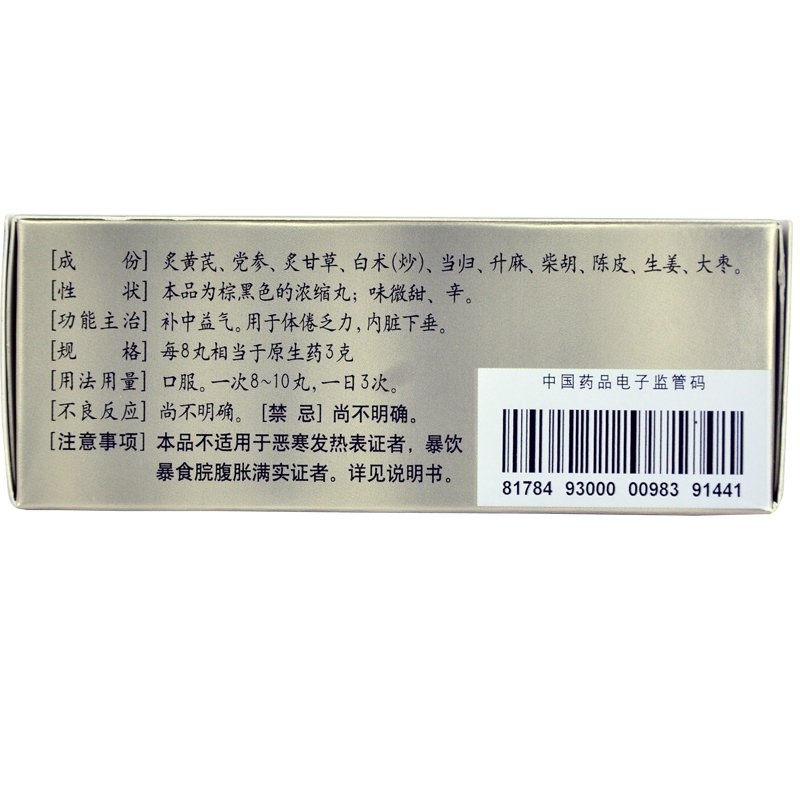 [成 份] 炙黄芪、党参、炙甘草、白术(炒)、当归、升麻、柴胡、陈皮、生姜、大枣。
[性 状] 本品为棕黑色的浓缩丸；味微甜、辛。
[功能主治] 补中益气。用于体倦乏力，内脏下垂。
[规 格] 每8丸相当于原生药3克
[用法用量] 口服。一次8~10丸，一日3次。
[不良反应] 尚不明确。 [禁 忌] 尚不明确。
[注意事项] 本品不适用于恶寒发热表证者，暴饮
暴食脘腹胀满实证者。详见说明书。
中国药品电子监管码
81784 93000 00983 91441